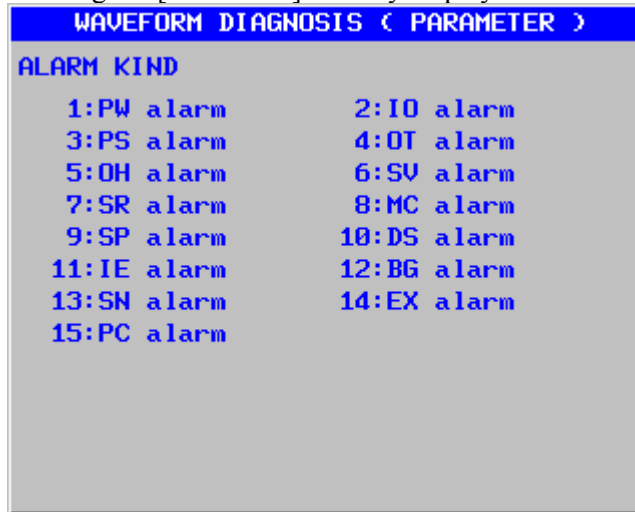 WAVEFORM DIAGNOSIS ( PARAMETER )
ALARM KIND
1:PW alarm 2:IO alarm
3:PS alarm 4:OT alarm
5:OH alarm 6:SV alarm
7:SR alarm 8:MC alarm
9:SP alarm 10:DS alarm
11:IE alarm 12:BG alarm
13:SN alarm 14:EX alarm
15:PC alarm